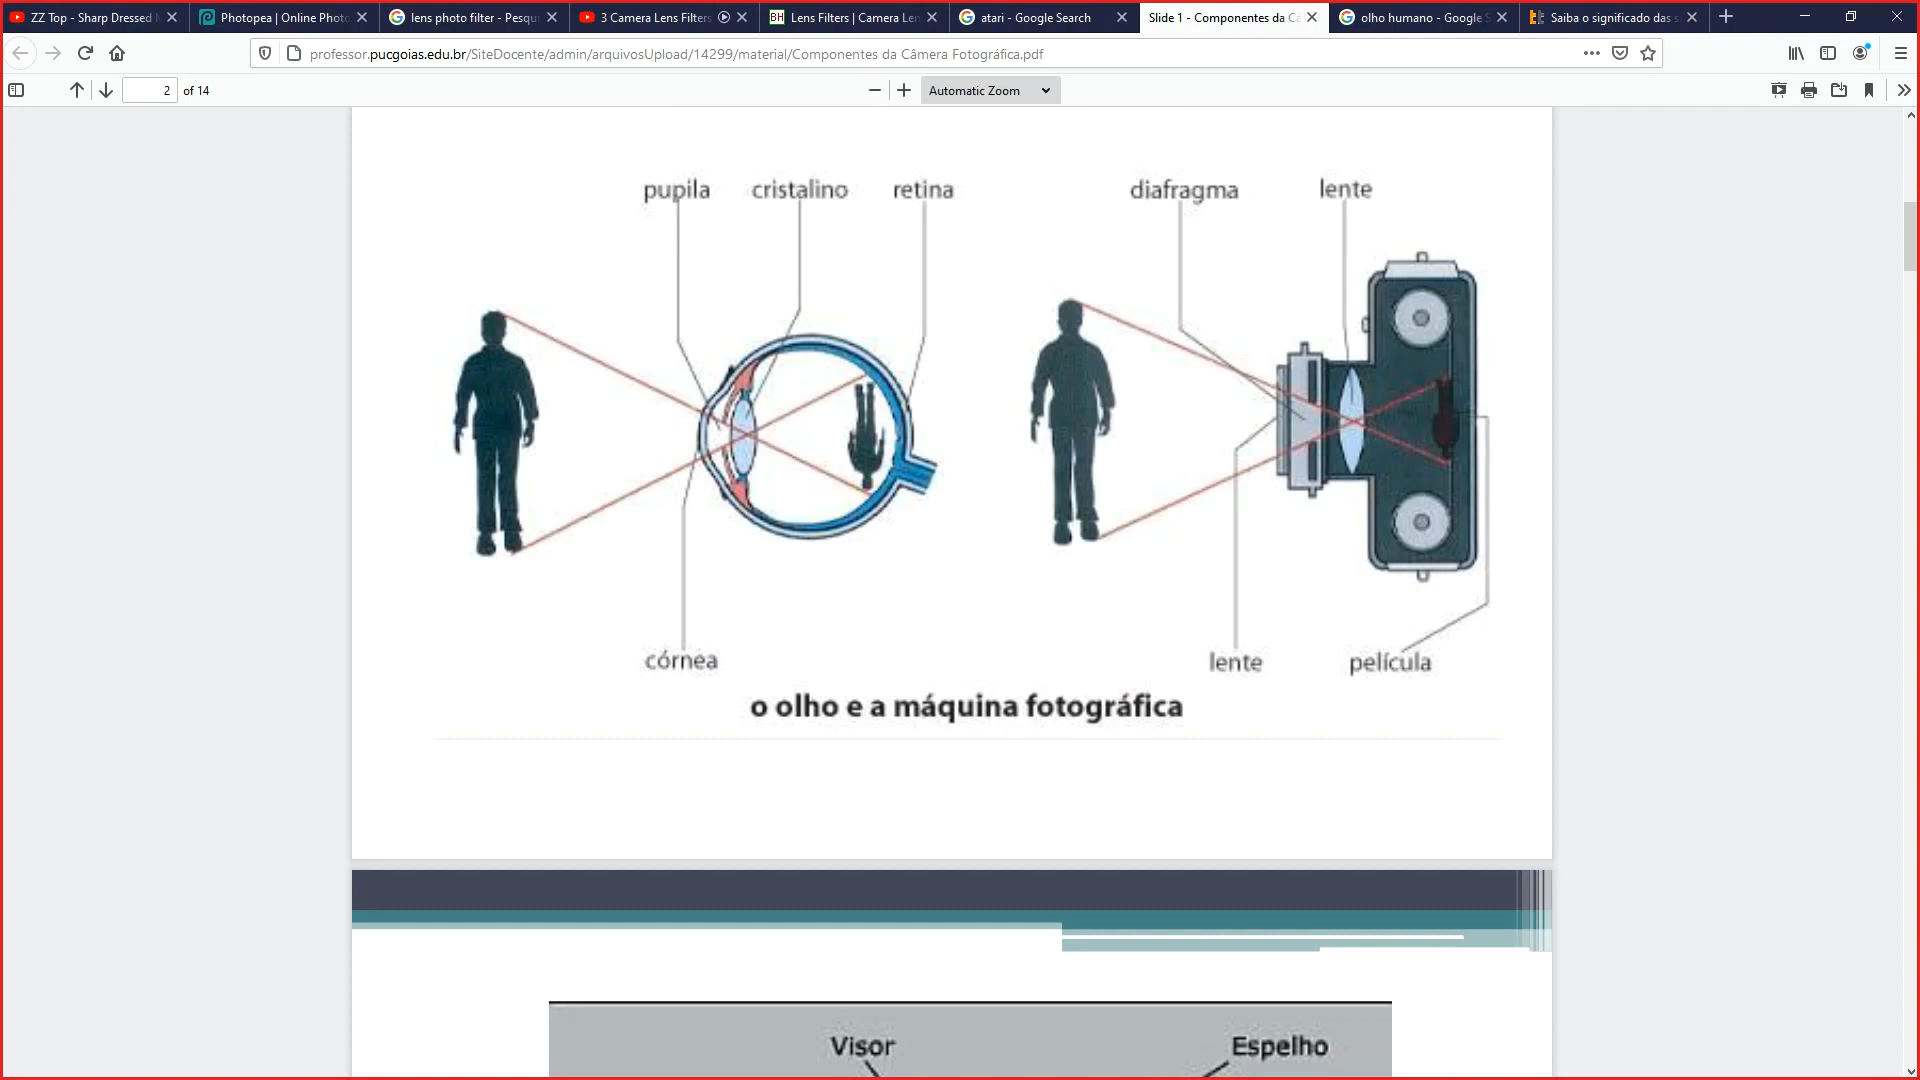 ZZ Top - Sharp Dressed
Photopea | Online Photo
lens photo filter - Pesqu
3 Camera Lens Filters
BH Lens Filters | Camera Len
atari - Google Search
Slide 1 - Componentes da C
olho humano - Google S
Saiba o significado das s
professor.pucgoias.edu.br/SiteDocente/admin/arquivosUpload/14299/material/Componentes da Câmera Fotográfica.pdf
2 of 14
Automatic Zoom
pupila cristalino retina diafragma lente
córnea lente película
o olho e a máquina fotográfica
Visor Espelho